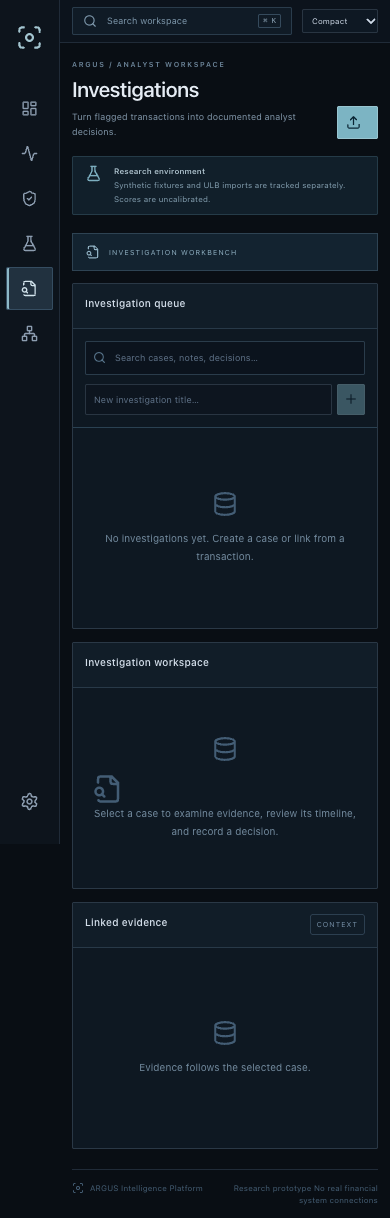 Search workspace
⌘ K
Compact
ARGUS / ANALYST WORKSPACE
Investigations
Turn flagged transactions into documented analyst
decisions.
Research environment
Synthetic fixtures and ULB imports are tracked separately.
Scores are uncalibrated.
INVESTIGATION WORKBENCH
Investigation queue
Search cases, notes, decisions...
New investigation title...
No investigations yet. Create a case or link from a
transaction.
Investigation workspace
Select a case to examine evidence, review its timeline,
and record a decision.
Linked evidence
CONTEXT
Evidence follows the selected case.
ARGUS Intelligence Platform
Research prototype No real financial
system connections